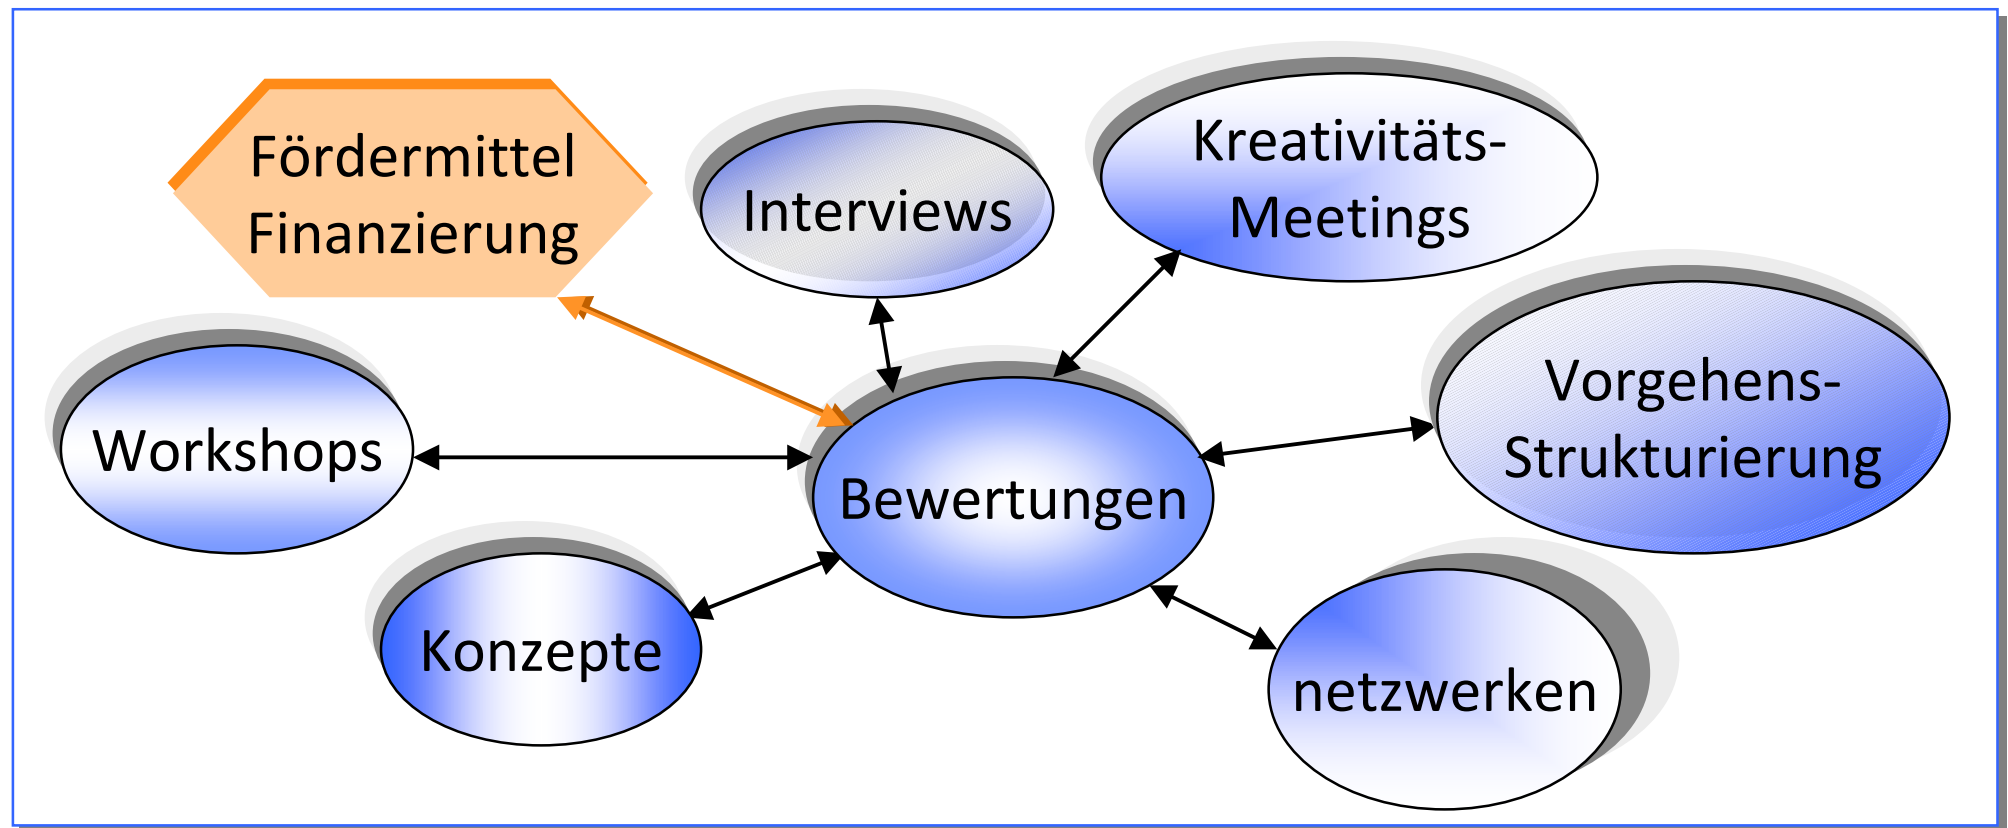 Fördermittel
Finanzierung
Interviews
Kreativitäts-
Meetings
Vorgehens-
Strukturierung
Workshops
Bewertungen
Konzepte
netzwerken